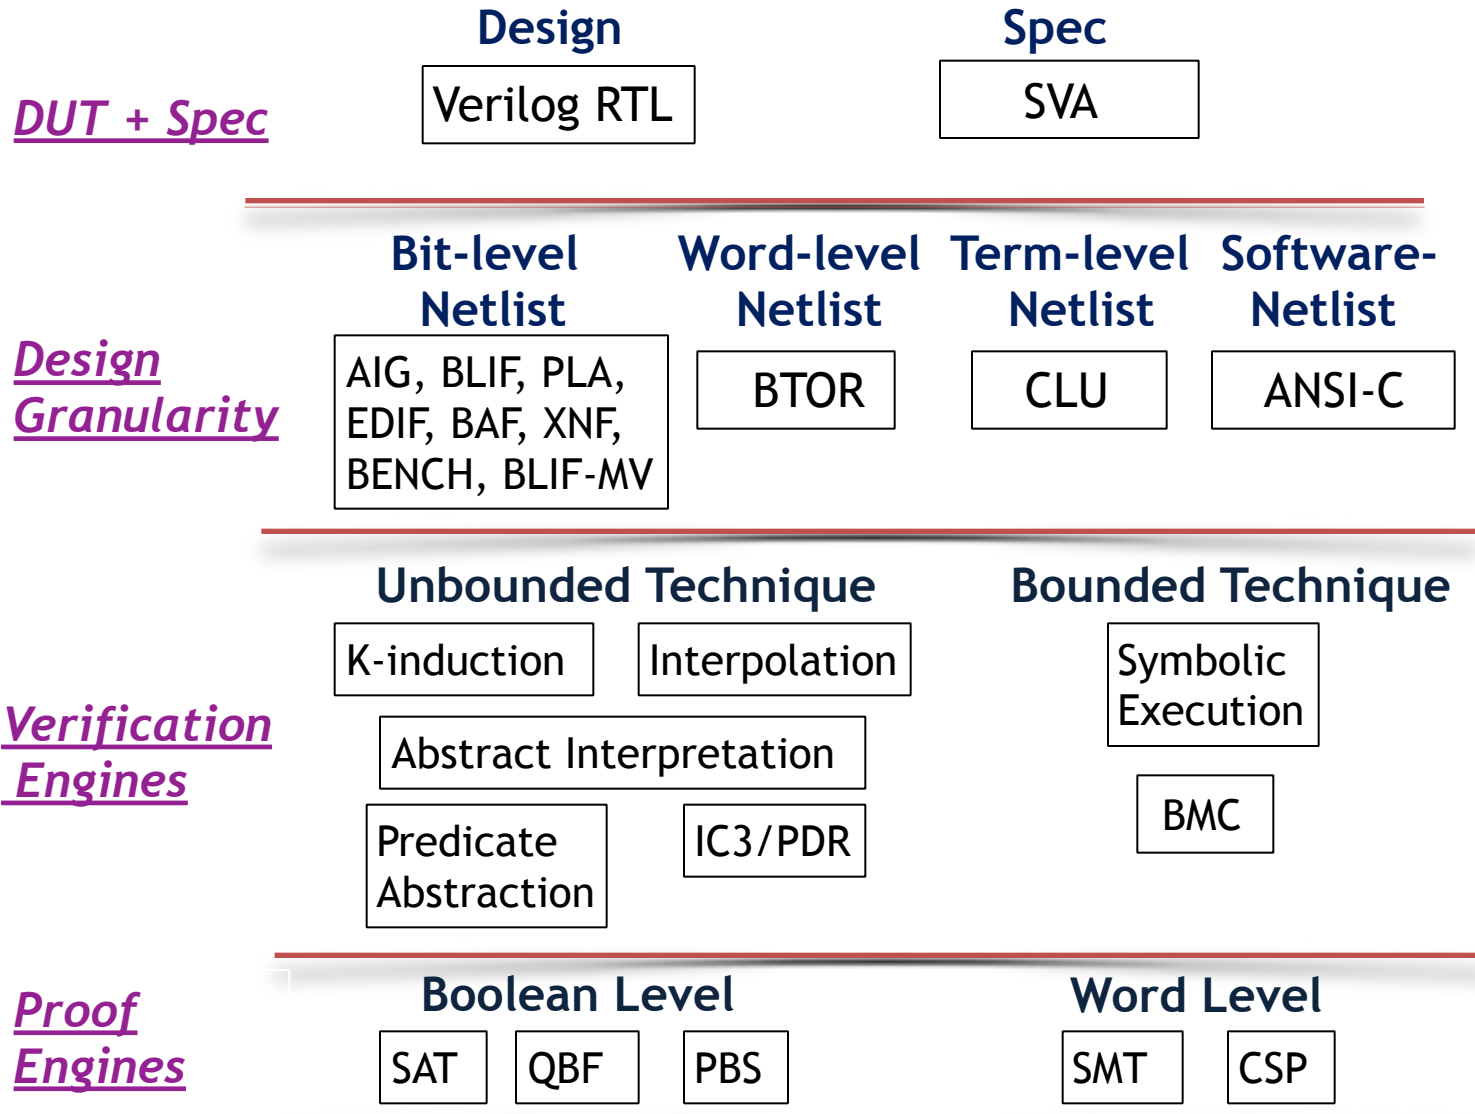 Design
Spec
DUT + Spec
Verilog RTL
SVA
Bit-level
Netlist
Word-level
Netlist
Term-level
Netlist
Software-
Netlist
Design
Granularity
AIG, BLIF, PLA,
EDIF, BAF, XNF,
BENCH, BLIF-MV
BTOR
CLU
ANSI-C
Unbounded Technique
Bounded Technique
Verification
Engines
K-induction
Interpolation
Abstract Interpretation
Predicate
Abstraction
IC3/PDR
Symbolic
Execution
BMC
Proof
Engines
Boolean Level
Word Level
SAT
QBF
PBS
SMT
CSP